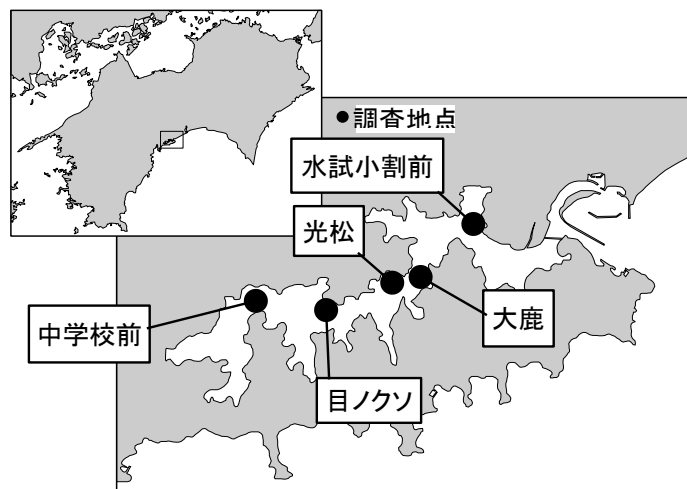 ●調査地点
水試小割前
光松
大鹿
中学校前
目ノクソ